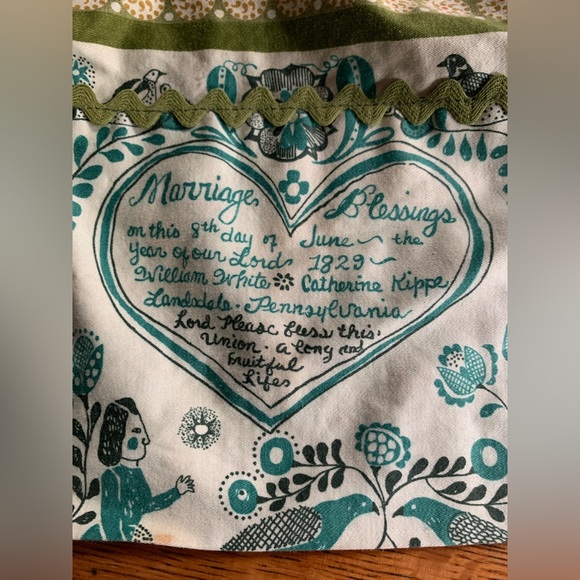 Marriage Blessings
on this 8th day of June the
Year of our Lord 1829
William White Catherine Kippe
Landsdale · Pennsylvania
Lord Please bless this
Union · a long and
Fruitful
Lifes